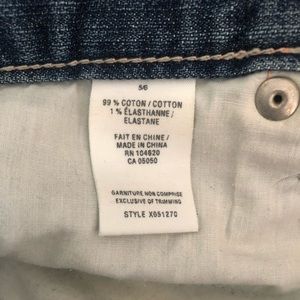 56
99 % COTON / COTTON
1 % ÉLASTHANNE /
ELASTANE
FAIT EN CHINE /
MADE IN CHINA
RN 104620
CA 05050
GARNITURE NON COMPRISE
EXCLUSIVE OF TRIMMING
STYLE X05127C